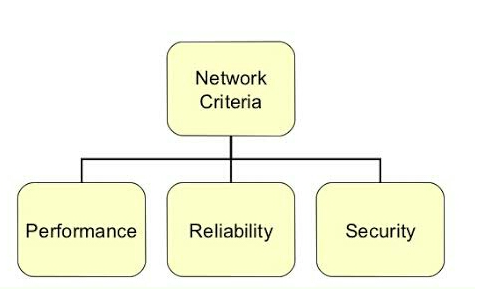 Network
Criteria
Performance
Reliability
Security